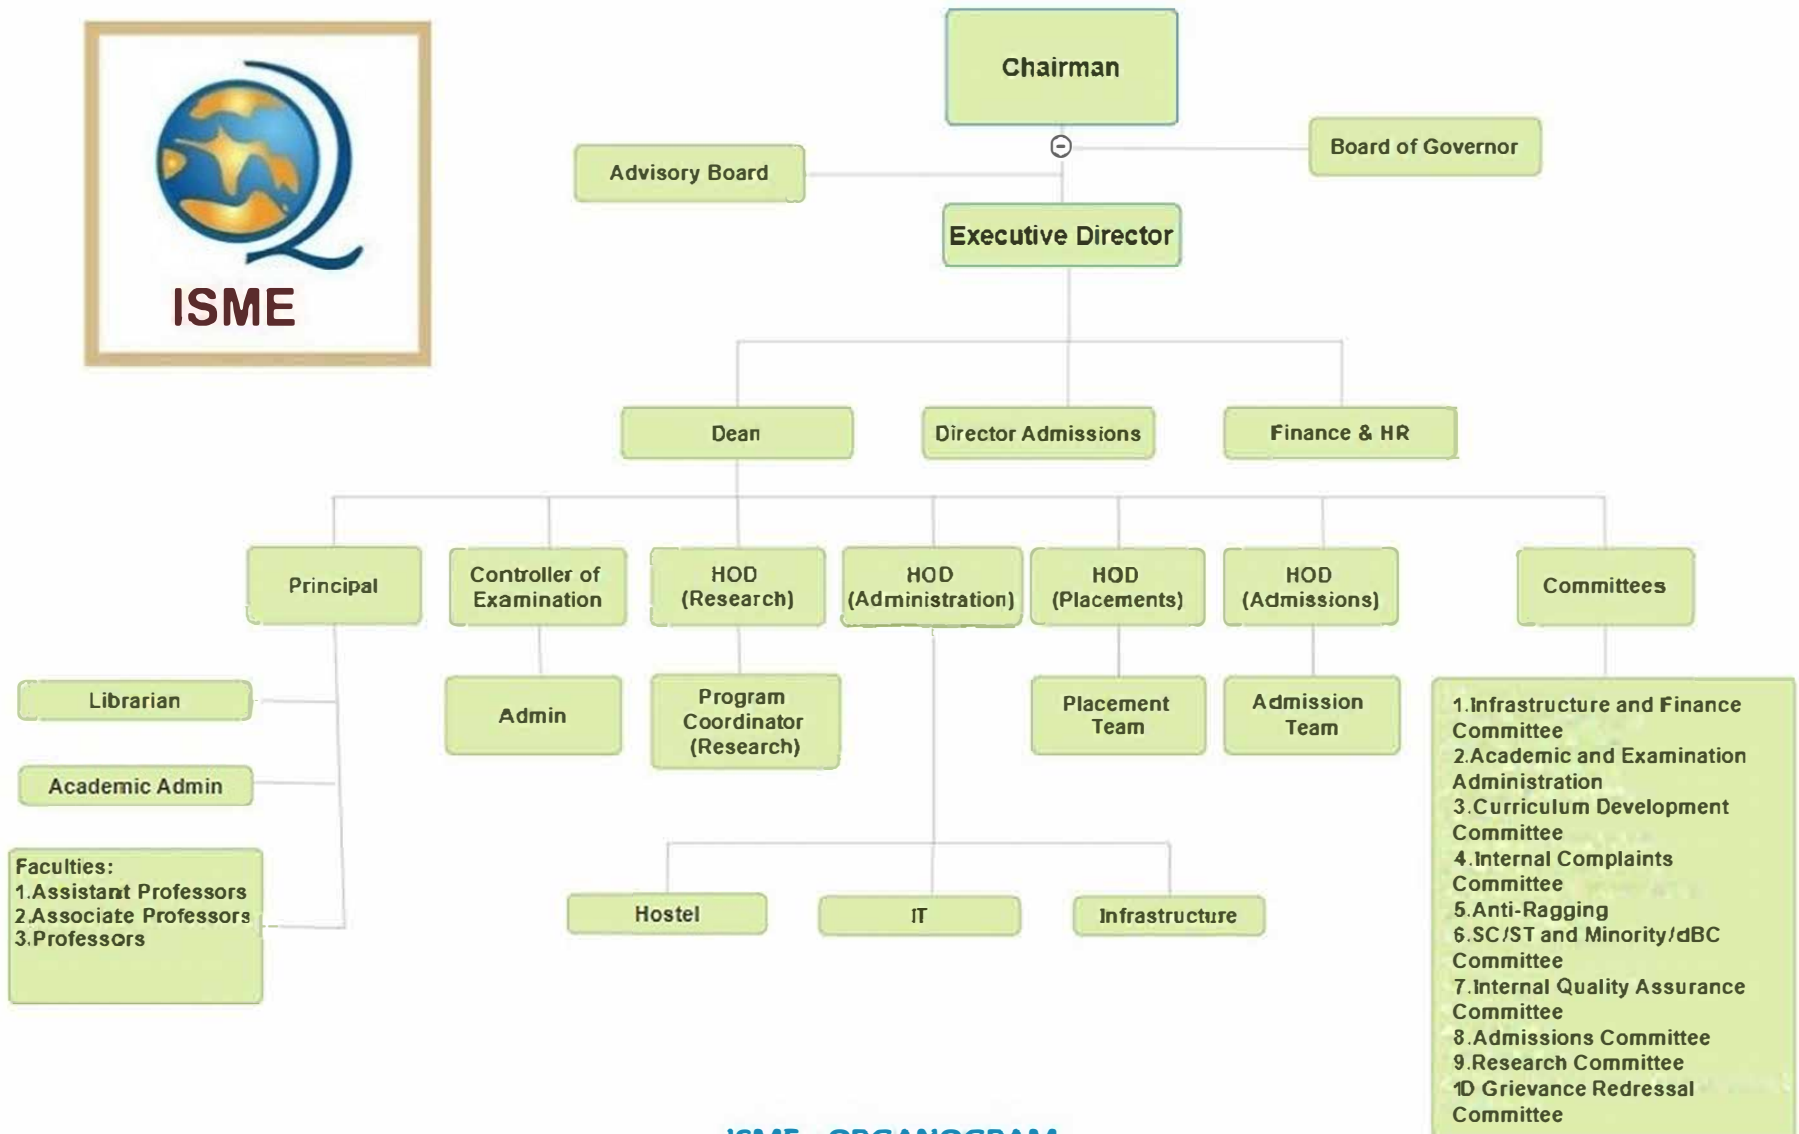 ISME
Chairman
Advisory Board
Board of Governor
Executive Director
Dean
Director Admissions
Finance & HR
Principal
Controller of
Examination
HOD
(Research)
HOD
(Administration)
HOD
(Placements)
HOD
(Admissions)
Committees
Librarian
Academic Admin
Faculties:
1.Assistant Professors
2.Associate Professors
3.Professors
Admin
Program
Coordinator
(Research)
Placement
Team
Admission
Team
Hostel
IT
Infrastructure
1.Infrastructure and Finance
Committee
2.Academic and Examination
Administration
3.Curriculum Development
Committee
4.Internal Complaints
Committee
5.Anti-Ragging
6.SC/ST and Minority/dBC
Committee
7.Internal Quality Assurance
Committee
8.Admissions Committee
9.Research Committee
1D Grievance Redressal
Committee
ISME - ORGANOGRAM